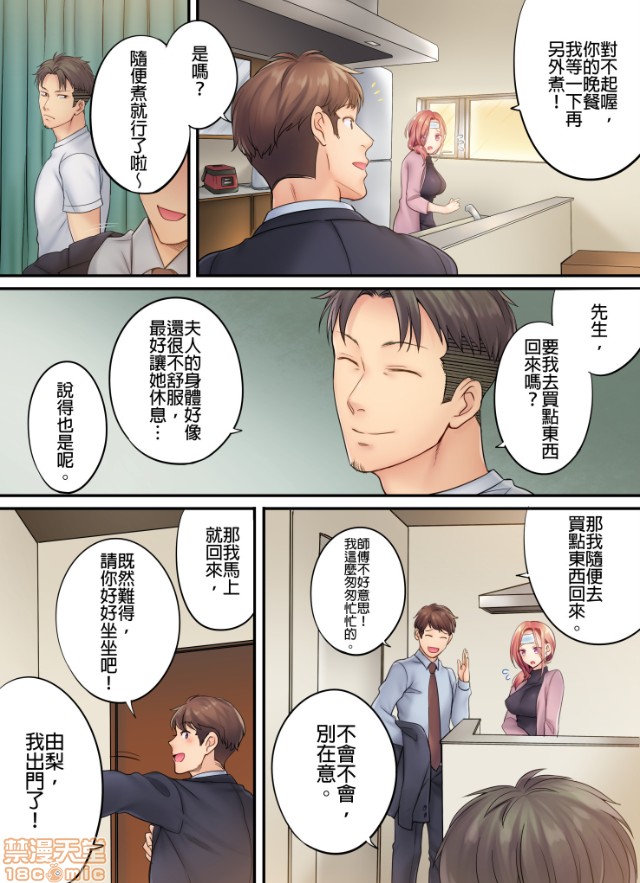 對不起喔，
你的晚餐
我等一下再
另外煮！
是嗎？
隨便煮就行了啦～
先生，
要我去買點東西
回來嗎？
夫人的身體好像
還很不舒服，
最好讓她休息…
說得也是呢。
那我隨便去
買點東西回來。
師傅不好意思！
我這麼匆匆忙忙的。
不會不會，
別在意。
那我馬上
就回來，
既然難得，
請你好好坐坐吧！
由梨，
我出門了！
禁漫天堂
18comic